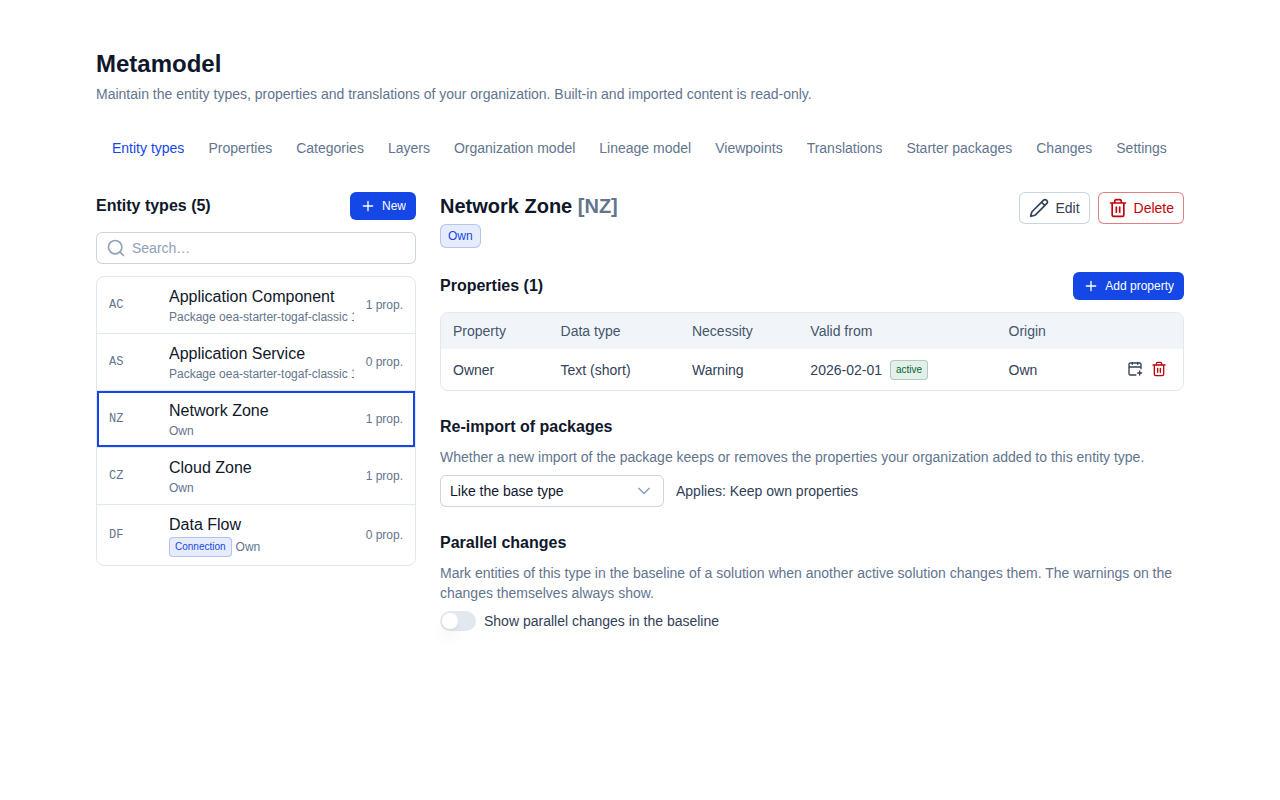 Metamodel
Maintain the entity types, properties and translations of your organization. Built-in and imported content is read-only.
Entity types Properties Categories Layers Organization model Lineage model Viewpoints Translations Starter packages Changes Settings
Entity types (5)
New
Search…
AC Application Component 1 prop.
Package oea-starter-togaf-classic
AS Application Service 0 prop.
Package oea-starter-togaf-classic
NZ Network Zone 1 prop.
Own
CZ Cloud Zone 1 prop.
Own
DF Data Flow 0 prop.
Connection Own
Network Zone [NZ]
Edit Delete
Own
Properties (1)
Add property
Property Data type Necessity Valid from Origin
Owner Text (short) Warning 2026-02-01 active Own
Re-import of packages
Whether a new import of the package keeps or removes the properties your organization added to this entity type.
Like the base type Applies: Keep own properties
Parallel changes
Mark entities of this type in the baseline of a solution when another active solution changes them. The warnings on the
changes themselves always show.
Show parallel changes in the baseline